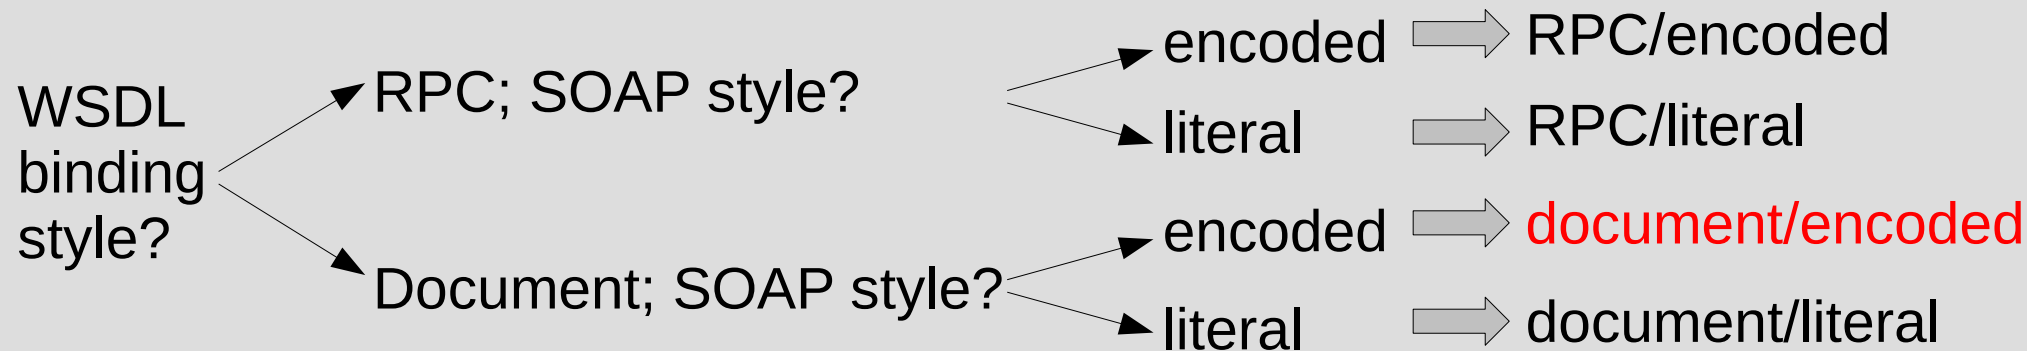 WSDL
binding
style?
RPC; SOAP style?
encoded
RPC/encoded
literal
RPC/literal
Document; SOAP style?
encoded
document/encoded
literal
document/literal